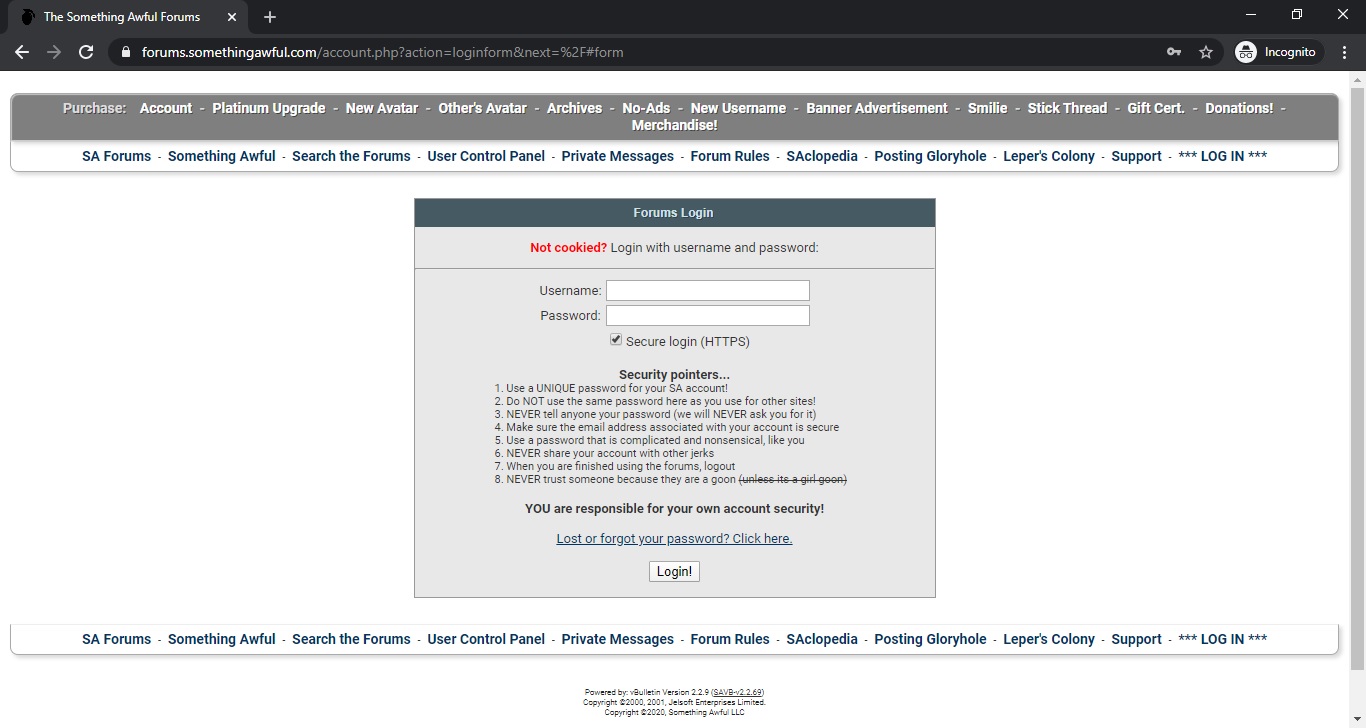 The Something Awful Forums
forums.somethingawful.com/account.php?action=loginform&next=%2F#form
Incognito
Purchase: Account - Platinum Upgrade - New Avatar - Other's Avatar - Archives - No-Ads - New Username - Banner Advertisement - Smilie - Stick Thread - Gift Cert. - Donations! -
Merchandise!
SA Forums - Something Awful - Search the Forums - User Control Panel - Private Messages - Forum Rules - SAclopedia - Posting Gloryhole - Leper's Colony - Support - *** LOG IN ***
Forums Login
Not cookied? Login with username and password:
Username:
Password:
Secure login (HTTPS)
Security pointers...
1. Use a UNIQUE password for your SA account!
2. Do NOT use the same password here as you use for other sites!
3. NEVER tell anyone your password (we will NEVER ask you for it)
4. Make sure the email address associated with your account is secure
5. Use a password that is complicated and nonsensical, like you
6. NEVER share your account with other jerks
7. When you are finished using the forums, logout
8. NEVER trust someone because they are a goon (unless its a girl goon)
YOU are responsible for your own account security!
Lost or forgot your password? Click here.
Login!
SA Forums - Something Awful - Search the Forums - User Control Panel - Private Messages - Forum Rules - SAclopedia - Posting Gloryhole - Leper's Colony - Support - *** LOG IN ***
Powered by: vBulletin Version 2.2.9 (SAVB-v2.2.69)
Copyright ©2000, 2001, Jelsoft Enterprises Limited.
Copyright ©2020, Something Awful LLC